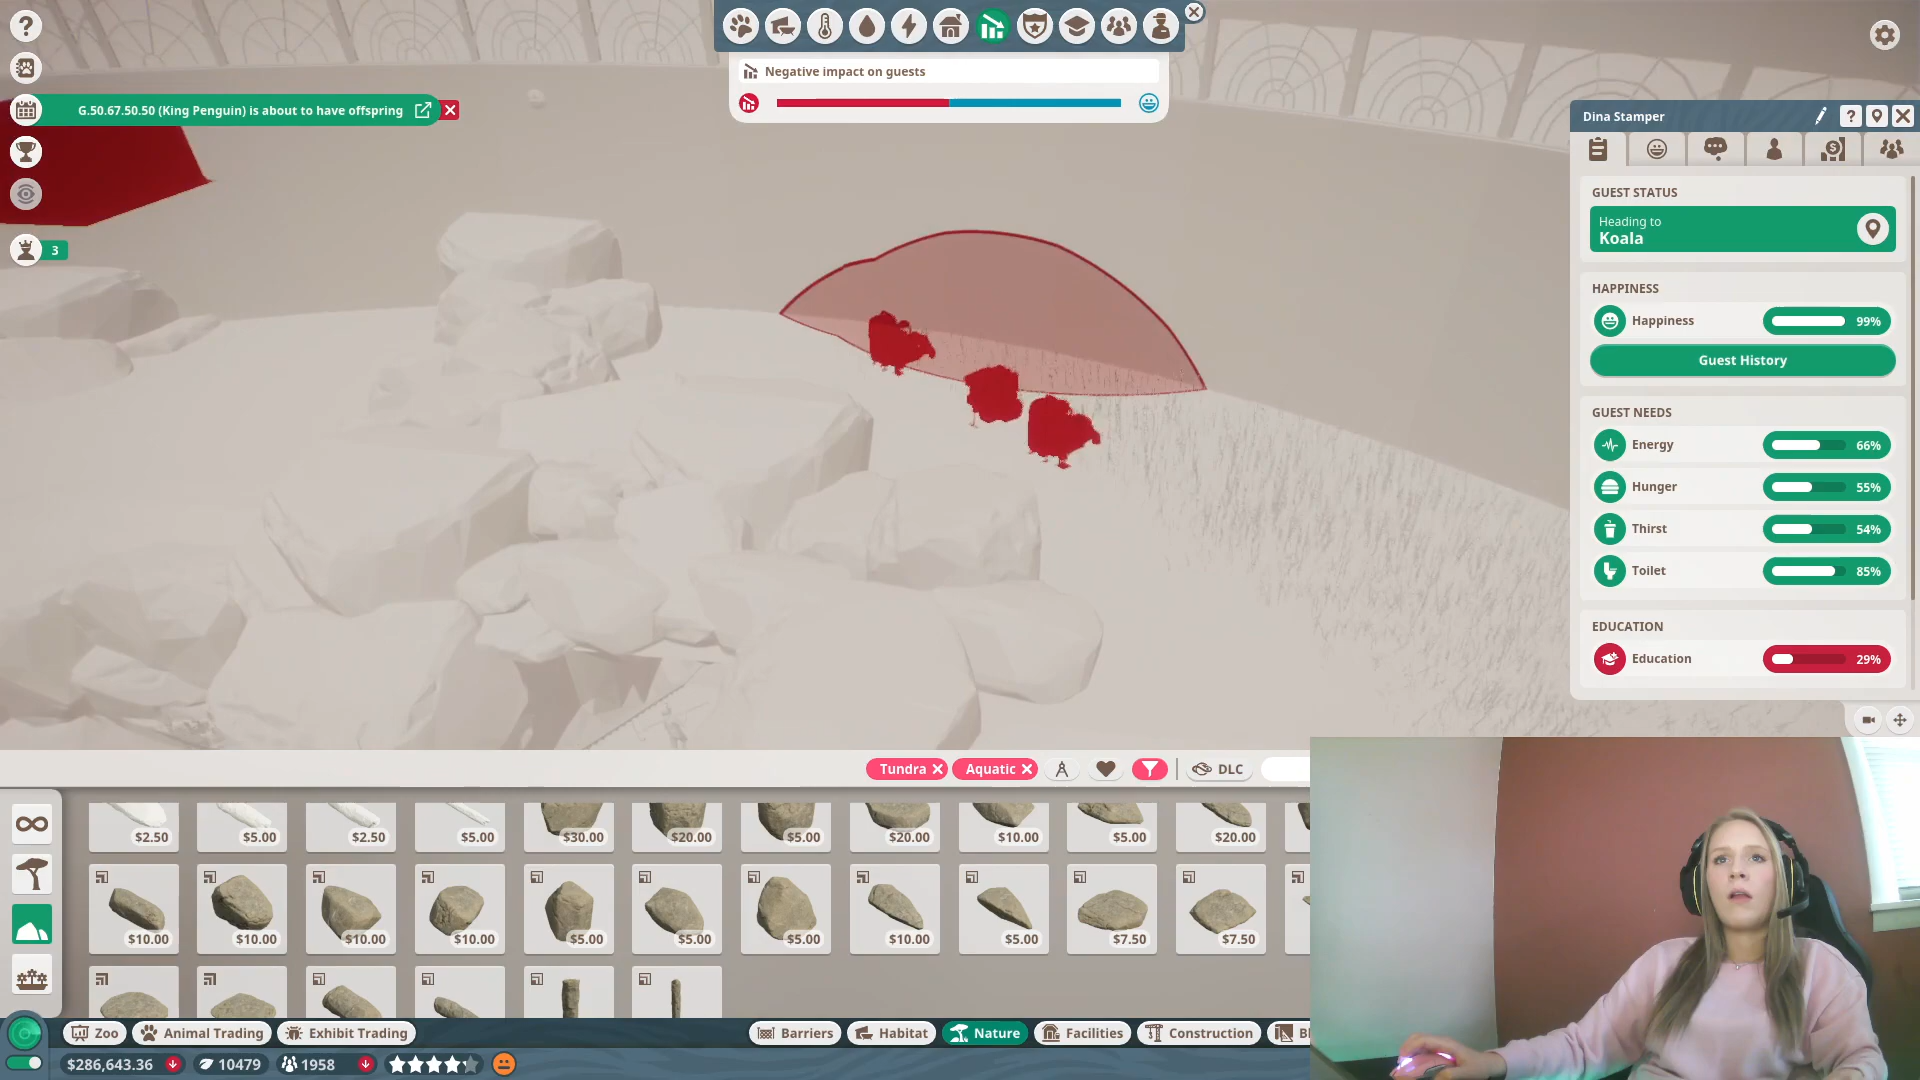 Negative impact on guests
G.50.67.50.50 (King Penguin) is about to have offspring
3
Dina Stamper
GUEST STATUS
Heading to
Koala
HAPPINESS
Happiness 99%
Guest History
GUEST NEEDS
Energy 66%
Hunger 55%
Thirst 54%
Toilet 85%
EDUCATION
Education 29%
Tundra Aquatic DLC
$2.50 $5.00 $2.50 $5.00 $30.00 $20.00 $5.00 $20.00 $10.00 $5.00 $20.00
$10.00 $10.00 $10.00 $10.00 $5.00 $5.00 $5.00 $10.00 $5.00 $7.50 $7.50
Zoo Animal Trading Exhibit Trading Barriers Habitat Nature Facilities Construction
$286,643.36 10479 1958